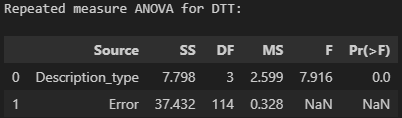 Repeated measure ANOVA for DTT:
Source SS DF MS F Pr(>F)
0 Description_type 7.798 3 2.599 7.916 0.0
1 Error 37.432 114 0.328 NaN NaN